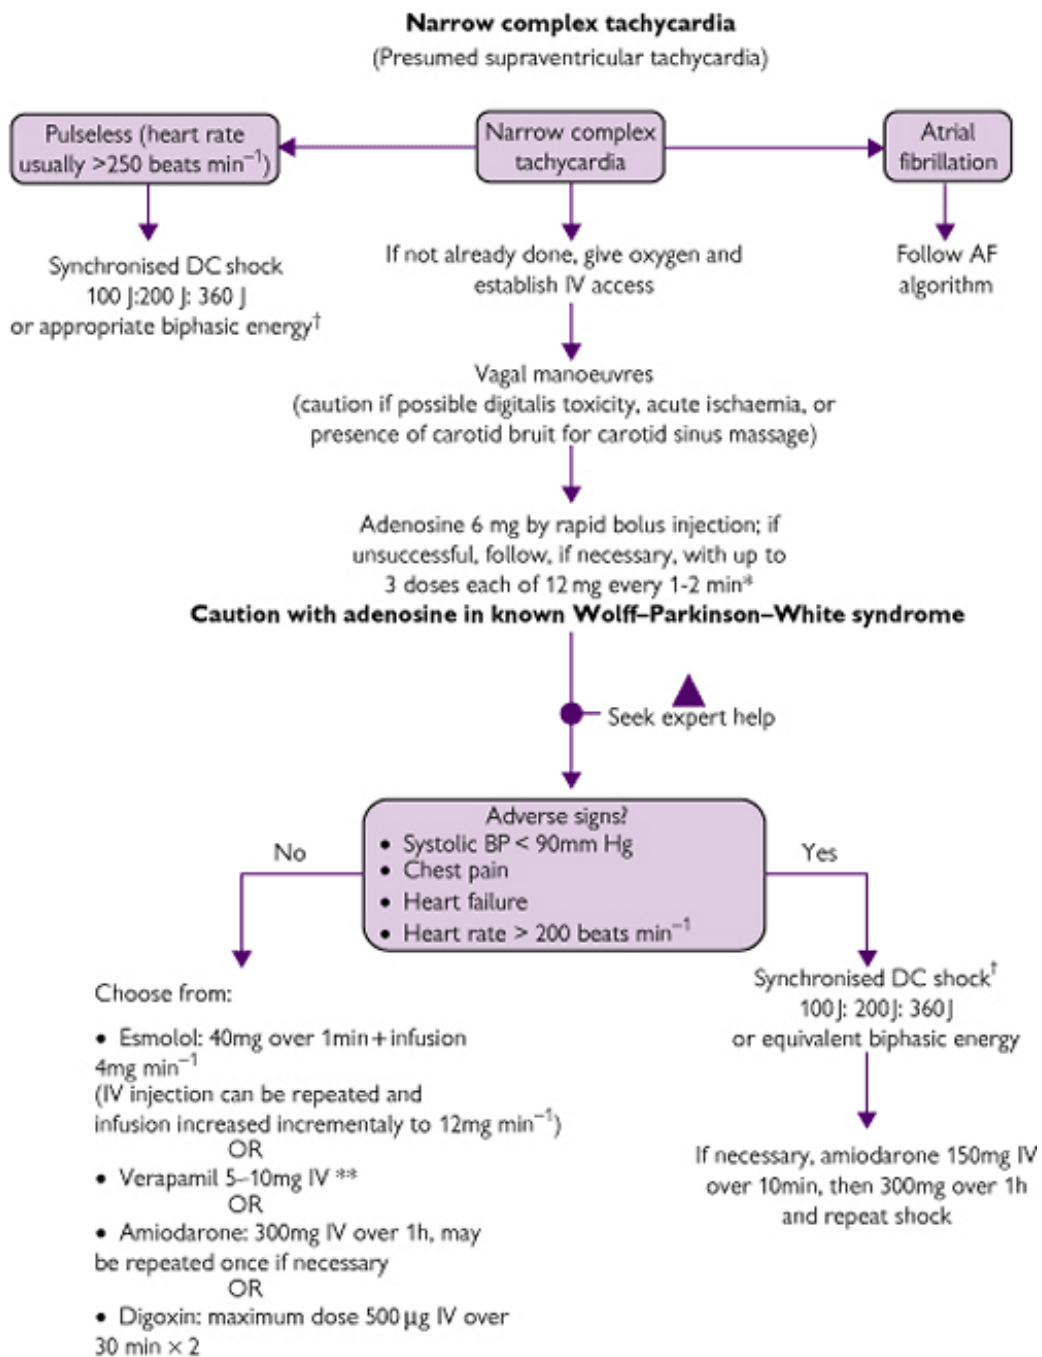 Narrow complex tachycardia
(Presumed supraventricular tachycardia)
Pulseless (heart rate
usually >250 beats min⁻¹)
Narrow complex
tachycardia
Atrial
fibrillation
Synchronised DC shock
100 J:200 J: 360 J
or appropriate biphasic energy†
If not already done, give oxygen and
establish IV access
Follow AF
algorithm
Vagal manoeuvres
(caution if possible digitalis toxicity, acute ischaemia, or
presence of carotid bruit for carotid sinus massage)
Adenosine 6 mg by rapid bolus injection; if
unsuccessful, follow, if necessary, with up to
3 doses each of 12 mg every 1-2 min*
Caution with adenosine in known Wolff–Parkinson–White syndrome
Seek expert help
Adverse signs?
• Systolic BP < 90mm Hg
• Chest pain
• Heart failure
• Heart rate > 200 beats min⁻¹
No
Yes
Choose from:
• Esmolol: 40mg over 1min + infusion
4mg min⁻¹
(IV injection can be repeated and
infusion increased incrementaly to 12mg min⁻¹)
OR
• Verapamil 5–10mg IV **
OR
• Amiodarone: 300mg IV over 1h, may
be repeated once if necessary
OR
• Digoxin: maximum dose 500 µg IV over
30 min × 2
Synchronised DC shock†
100J: 200J: 360J
or equivalent biphasic energy
If necessary, amiodarone 150mg IV
over 10min, then 300mg over 1h
and repeat shock